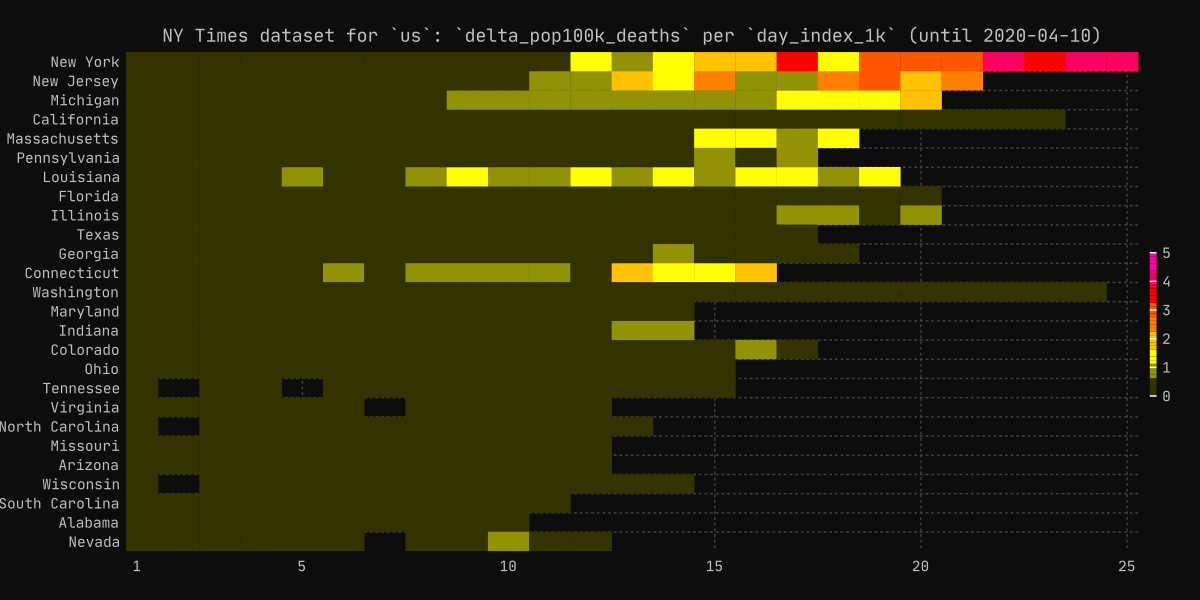 NY Times dataset for `us`: `delta_pop100k_deaths` per `day_index_1k` (until 2020-04-10)
New York
New Jersey
Michigan
California
Massachusetts
Pennsylvania
Louisiana
Florida
Illinois
Texas
Georgia
Connecticut
Washington
Maryland
Indiana
Colorado
Ohio
Tennessee
Virginia
North Carolina
Missouri
Arizona
Wisconsin
South Carolina
Alabama
Nevada
1 5 10 15 20 25
5
4
3
2
1
0